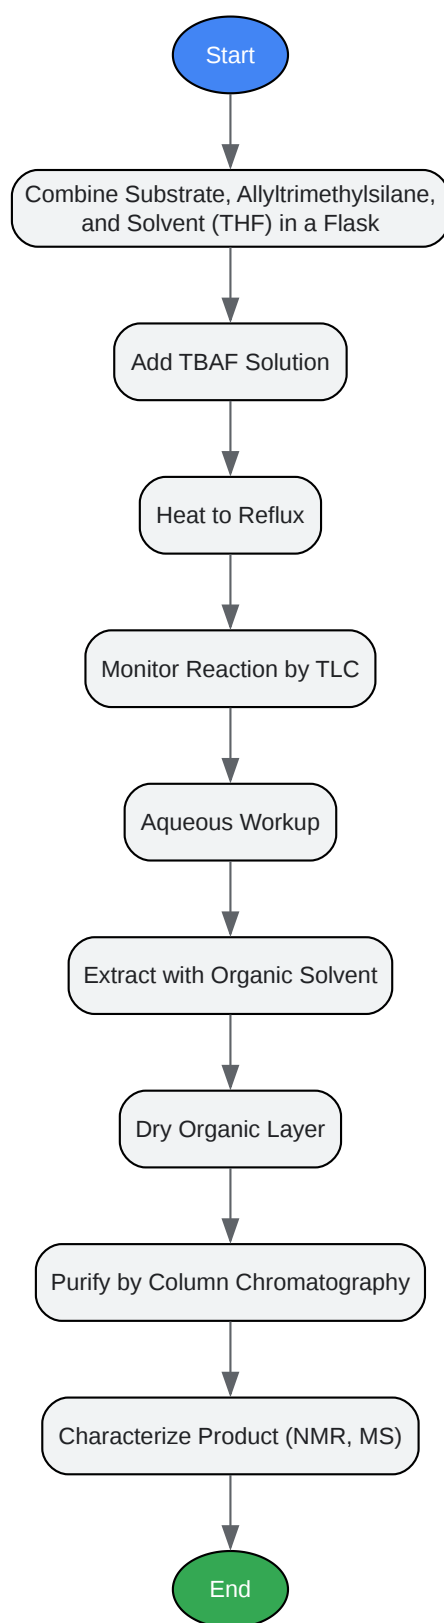 Start
Combine Substrate, Allyltrimethylsilane,
and Solvent (THF) in a Flask
Add TBAF Solution
Heat to Reflux
Monitor Reaction by TLC
Aqueous Workup
Extract with Organic Solvent
Dry Organic Layer
Purify by Column Chromatography
Characterize Product (NMR, MS)
End